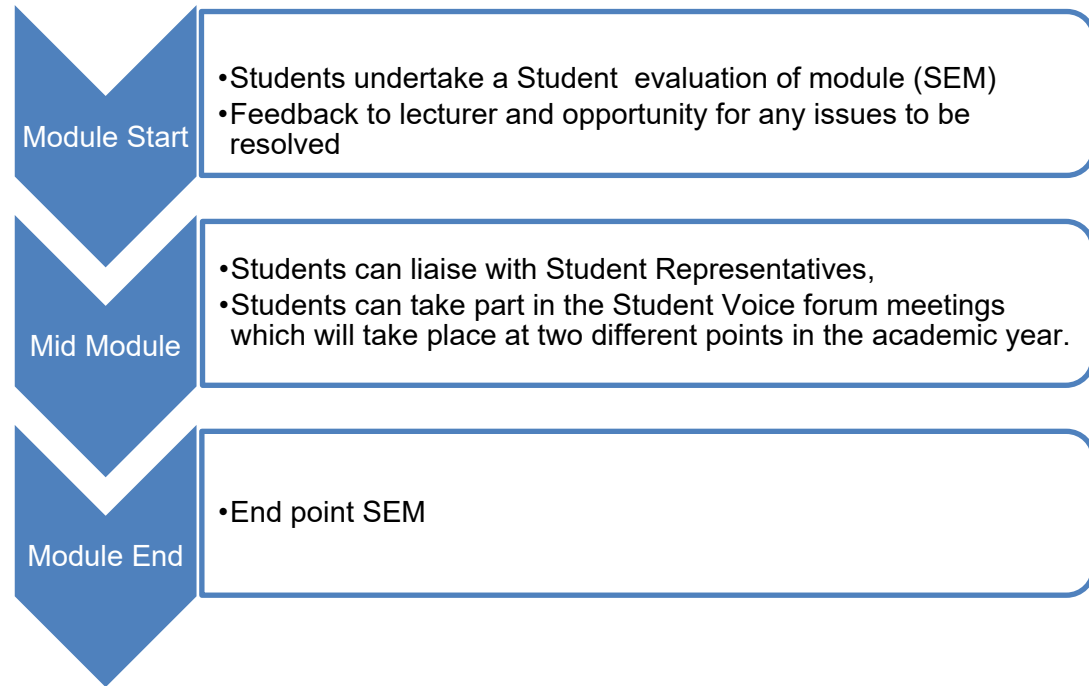 Module Start
•Students undertake a Student evaluation of module (SEM)
•Feedback to lecturer and opportunity for any issues to be
resolved
Mid Module
•Students can liaise with Student Representatives,
•Students can take part in the Student Voice forum meetings
which will take place at two different points in the academic year.
Module End
•End point SEM